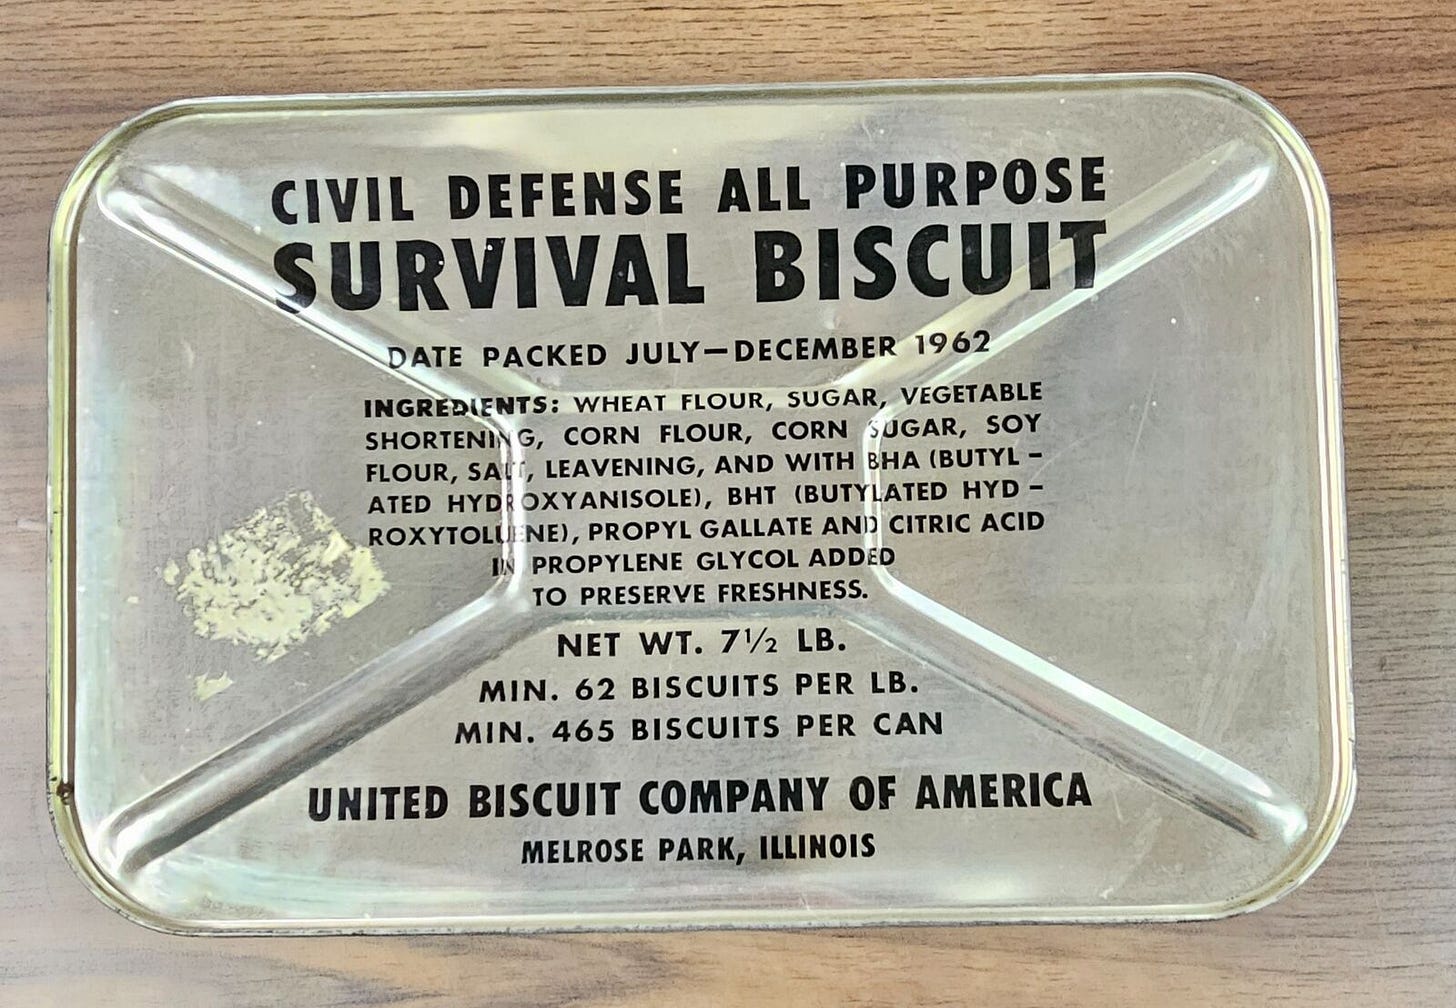 CIVIL DEFENSE ALL PURPOSE
SURVIVAL BISCUIT
DATE PACKED JULY—DECEMBER 1962
INGREDIENTS: WHEAT FLOUR, SUGAR, VEGETABLE
SHORTENING, CORN FLOUR, CORN SUGAR, SOY
FLOUR, SALT, LEAVENING, AND WITH BHA (BUTYL-
ATED HYDROXYANISOLE), BHT (BUTYLATED HYD-
ROXYTOLUENE), PROPYL GALLATE AND CITRIC ACID
IN PROPYLENE GLYCOL ADDED
TO PRESERVE FRESHNESS.
NET WT. 7½ LB.
MIN. 62 BISCUITS PER LB.
MIN. 465 BISCUITS PER CAN
UNITED BISCUIT COMPANY OF AMERICA
MELROSE PARK, ILLINOIS